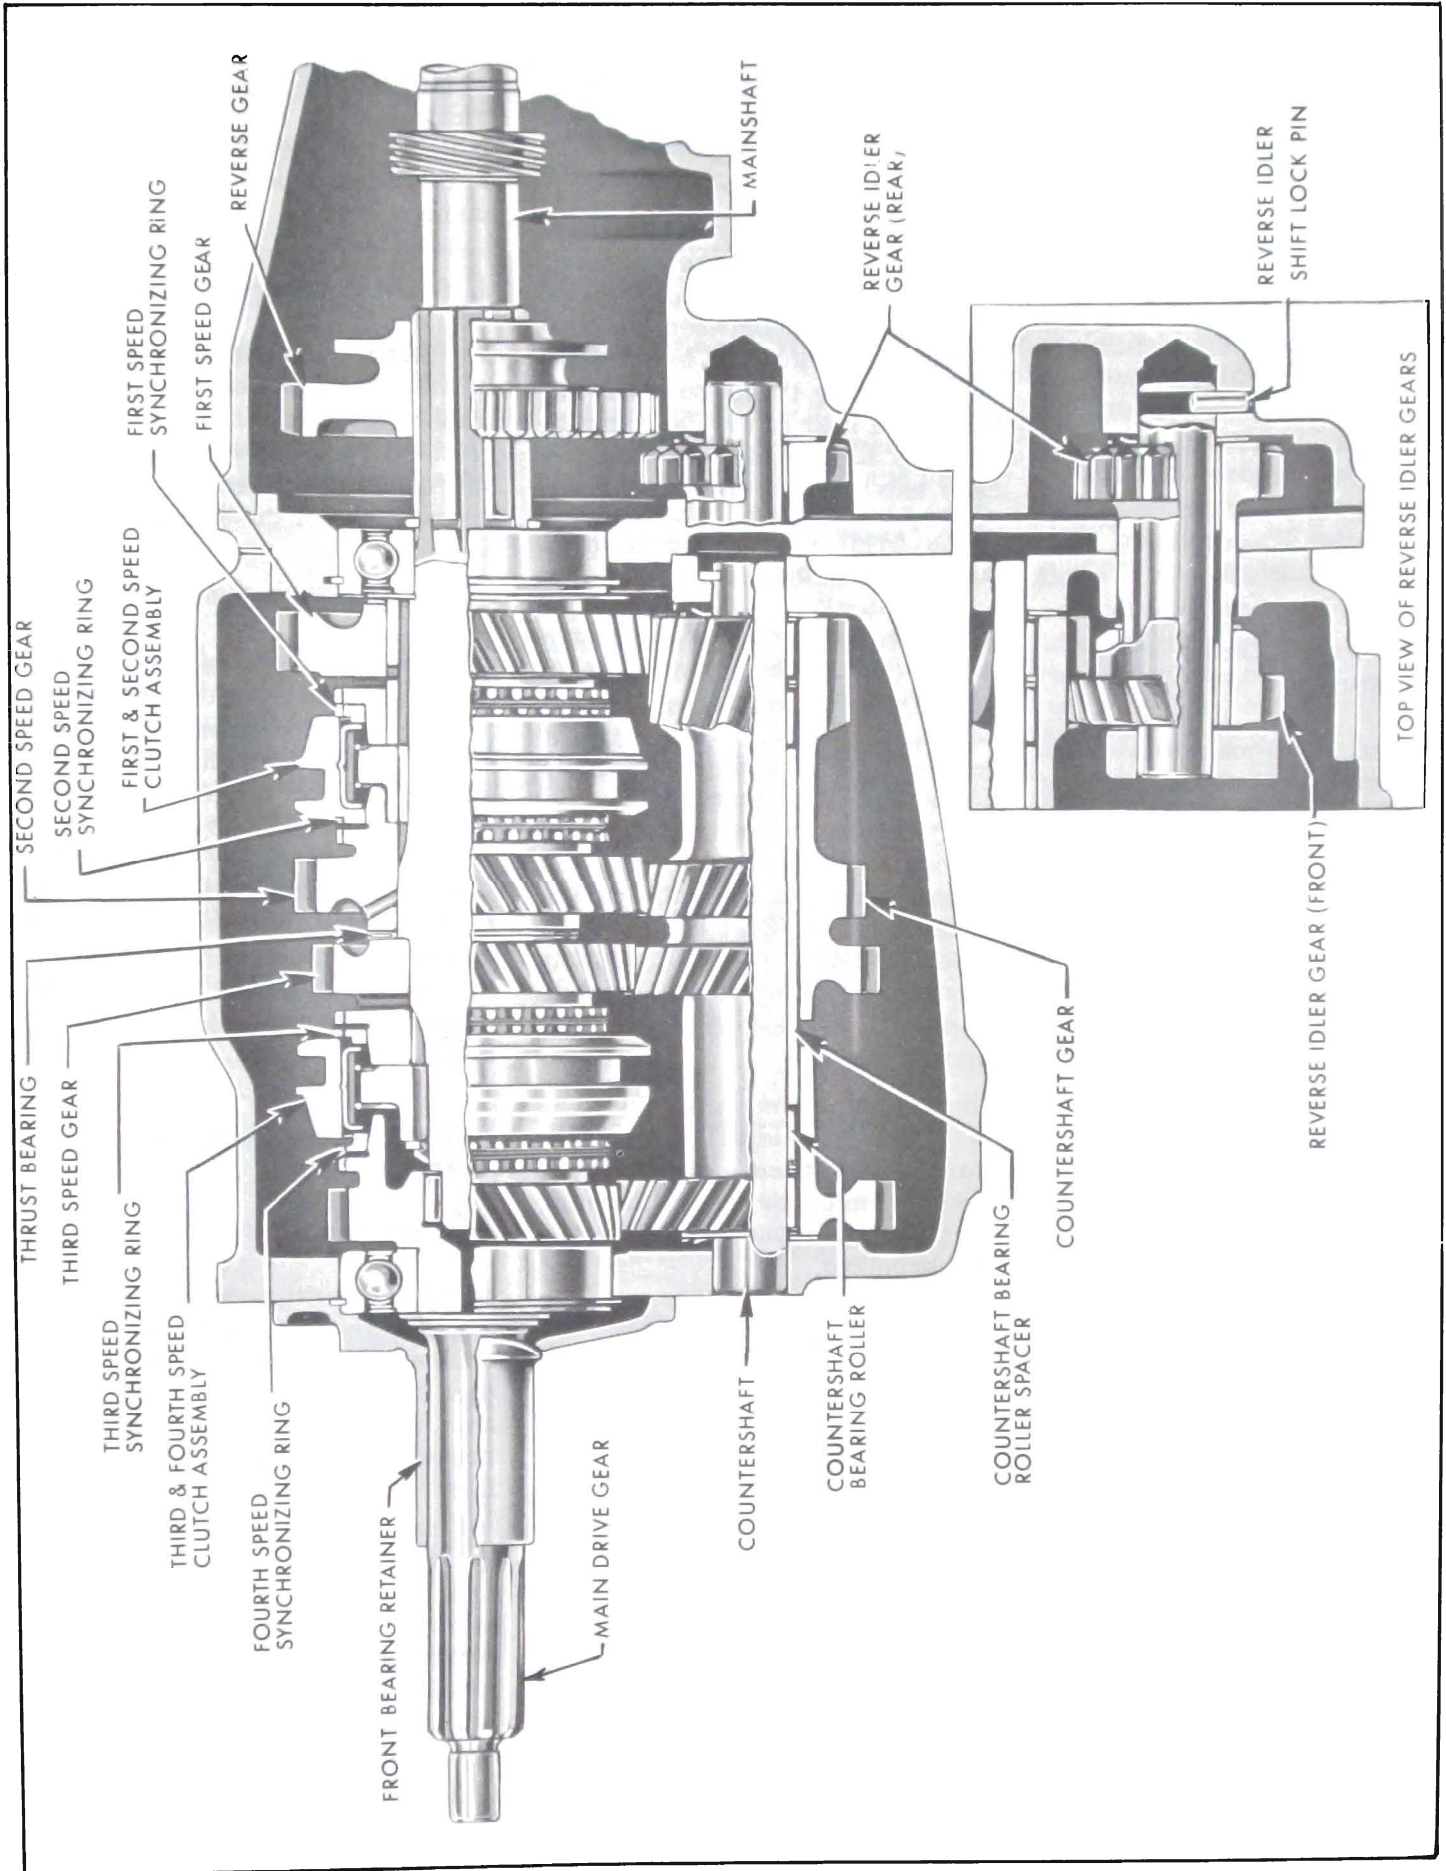 THRUST BEARING
SECOND SPEED GEAR
THIRD SPEED GEAR
SECOND SPEED
SYNCHRONIZING RING
THIRD SPEED
SYNCHRONIZING RING
FIRST & SECOND SPEED
CLUTCH ASSEMBLY
FIRST SPEED
SYNCHRONIZING RING
THIRD & FOURTH SPEED
CLUTCH ASSEMBLY
FIRST SPEED GEAR
REVERSE GEAR
FOURTH SPEED
SYNCHRONIZING RING
FRONT BEARING RETAINER
MAIN DRIVE GEAR
MAINSHAFT
COUNTERSHAFT
COUNTERSHAFT
BEARING ROLLER
REVERSE IDLER
GEAR (REAR)
COUNTERSHAFT BEARING
ROLLER SPACER
COUNTERSHAFT GEAR
REVERSE IDLER
SHIFT LOCK PIN
REVERSE IDLER GEAR (FRONT)
TOP VIEW OF REVERSE IDLER GEARS